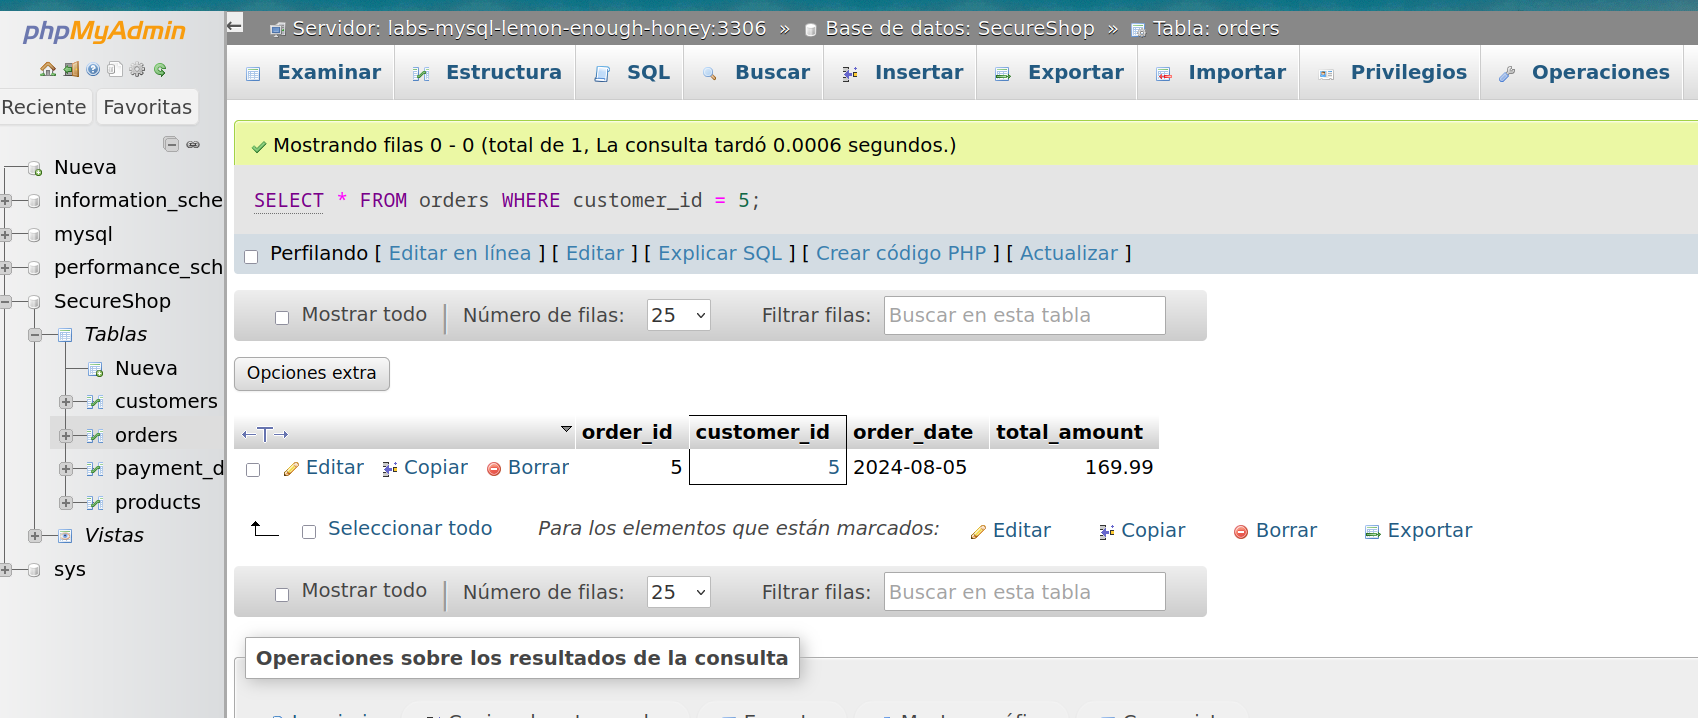 phpMyAdmin
Servidor: labs-mysql-lemon-enough-honey:3306 » Base de datos: SecureShop » Tabla: orders
Examinar Estructura SQL Buscar Insertar Exportar Importar Privilegios Operaciones
Reciente Favoritas
Nueva
information_sche
mysql
performance_sch
SecureShop
Tablas
Nueva
customers
orders
payment_d
products
Vistas
sys
Mostrando filas 0 - 0 (total de 1, La consulta tardó 0.0006 segundos.)
SELECT * FROM orders WHERE customer_id = 5;
Perfilando [ Editar en línea ] [ Editar ] [ Explicar SQL ] [ Crear código PHP ] [ Actualizar ]
Mostrar todo Número de filas: 25 Filtrar filas: Buscar en esta tabla
Opciones extra
←T→ order_id customer_id order_date total_amount
Editar Copiar Borrar 5 5 2024-08-05 169.99
Seleccionar todo Para los elementos que están marcados: Editar Copiar Borrar Exportar
Mostrar todo Número de filas: 25 Filtrar filas: Buscar en esta tabla
Operaciones sobre los resultados de la consulta